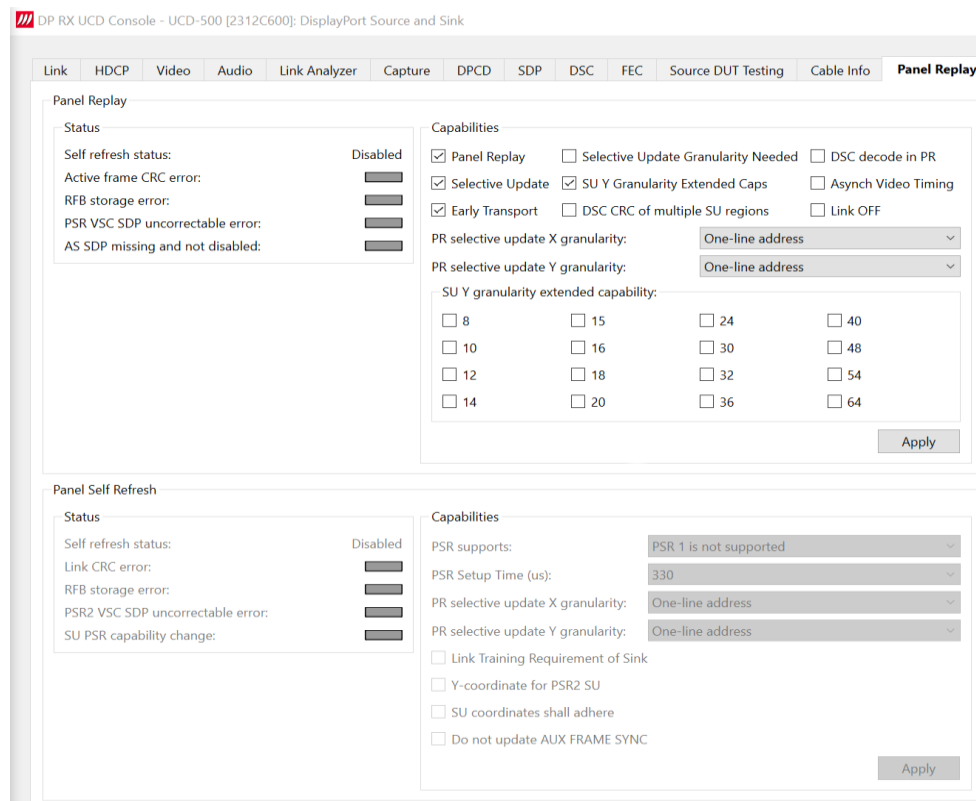 DP RX UCD Console - UCD-500 [2312C600]: DisplayPort Source and Sink
Link HDCP Video Audio Link Analyzer Capture DPCD SDP DSC FEC Source DUT Testing Cable Info Panel Replay
Panel Replay
Status
Self refresh status: Disabled
Active frame CRC error:
RFB storage error:
PSR VSC SDP uncorrectable error:
AS SDP missing and not disabled:
Capabilities
Panel Replay Selective Update Granularity Needed DSC decode in PR
Selective Update SU Y Granularity Extended Caps Asynch Video Timing
Early Transport DSC CRC of multiple SU regions Link OFF
PR selective update X granularity: One-line address
PR selective update Y granularity: One-line address
SU Y granularity extended capability:
8 15 24 40
10 16 30 48
12 18 32 54
14 20 36 64
Apply
Panel Self Refresh
Status
Self refresh status: Disabled
Link CRC error:
RFB storage error:
PSR2 VSC SDP uncorrectable error:
SU PSR capability change:
Capabilities
PSR supports: PSR 1 is not supported
PSR Setup Time (us): 330
PR selective update X granularity: One-line address
PR selective update Y granularity: One-line address
Link Training Requirement of Sink
Y-coordinate for PSR2 SU
SU coordinates shall adhere
Do not update AUX FRAME SYNC
Apply